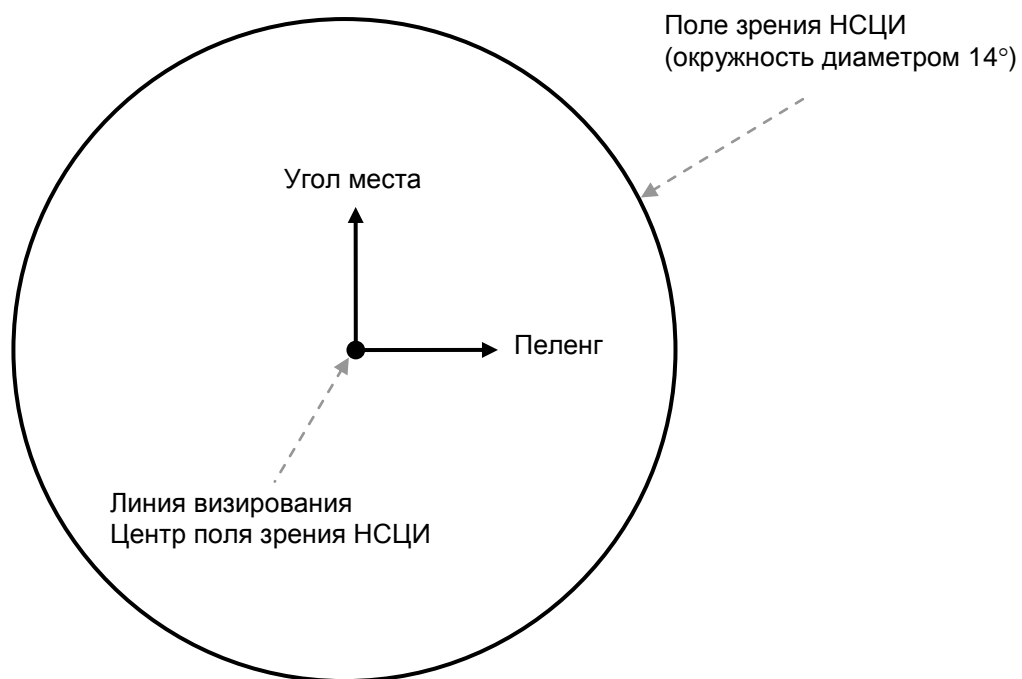 Поле зрения НСЦИ
(окружность диаметром 14°)
Угол места
Пеленг
Линия визирования
Центр поля зрения НСЦИ